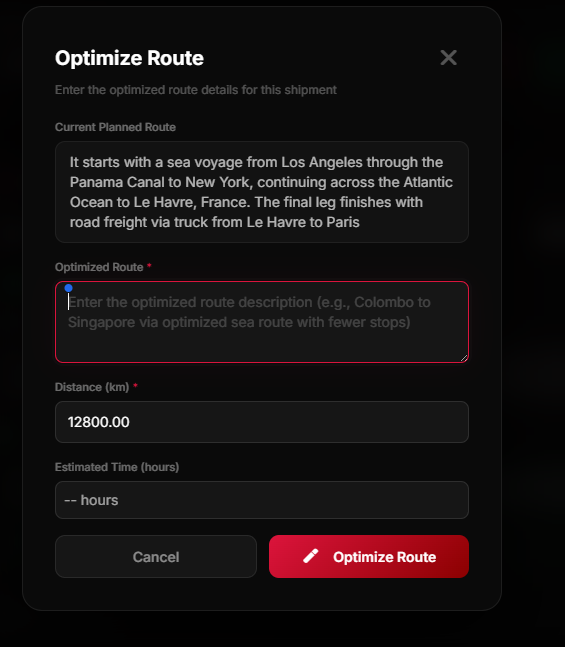 Optimize Route
Enter the optimized route details for this shipment
Current Planned Route
It starts with a sea voyage from Los Angeles through the
Panama Canal to New York, continuing across the Atlantic
Ocean to Le Havre, France. The final leg finishes with
road freight via truck from Le Havre to Paris
Optimized Route *
Enter the optimized route description (e.g., Colombo to
Singapore via optimized sea route with fewer stops)
Distance (km) *
12800.00
Estimated Time (hours)
-- hours
Cancel
Optimize Route